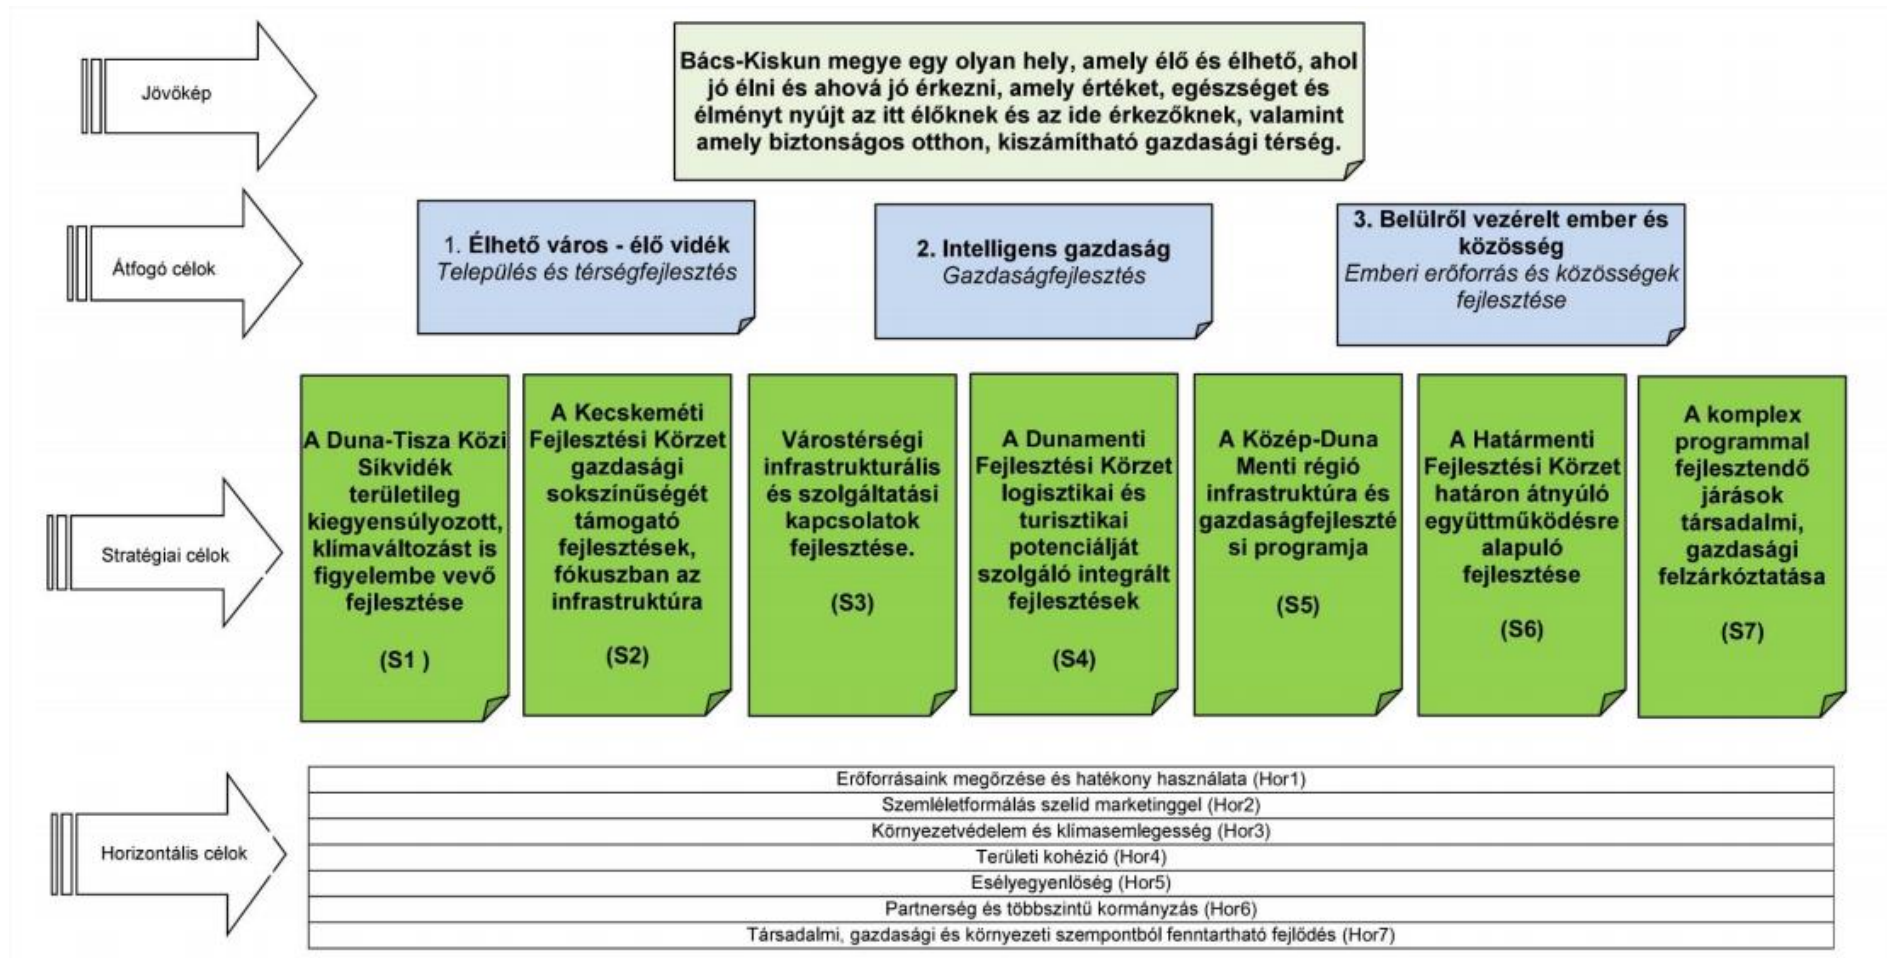 Jövőkép
Bács-Kiskun megye egy olyan hely, amely élő és élhető, ahol
jó élni és ahová jó érkezni, amely értéket, egészséget és
élményt nyújt az itt élőknek és az ide érkezőknek, valamint
amely biztonságos otthon, kiszámítható gazdasági térség.
Átfogó célok
1. Élhető város - élő vidék
Település és térségfejlesztés
2. Intelligens gazdaság
Gazdaságfejlesztés
3. Belülről vezérelt ember és
közösség
Emberi erőforrás és közösségek
fejlesztése
Stratégiai célok
A Duna-Tisza Közi
Síkvidék
területileg
kiegyensúlyozott,
klímaváltozást is
figyelembe vevő
fejlesztése
(S1 )
A Kecskeméti
Fejlesztési Körzet
gazdasági
sokszínűségét
támogató
fejlesztések,
fókuszban az
infrastruktúra
(S2)
Várostérségi
infrastrukturális
és szolgáltatási
kapcsolatok
fejlesztése.
(S3)
A Dunamenti
Fejlesztési Körzet
logisztikai és
turisztikai
potenciálját
szolgáló integrált
fejlesztések
(S4)
A Közép-Duna
Menti régió
infrastruktúra és
gazdaságfejleszté
si programja
(S5)
A Határmenti
Fejlesztési Körzet
határon átnyúló
együttműködésre
alapuló
fejlesztése
(S6)
A komplex
programmal
fejlesztendő
járások
társadalmi,
gazdasági
felzárkóztatása
(S7)
Horizontális célok
Erőforrásaink megőrzése és hatékony használata (Hor1)
Szemléletformálás szelíd marketinggel (Hor2)
Környezetvédelem és klímasemlegesség (Hor3)
Területi kohézió (Hor4)
Esélyegyenlőség (Hor5)
Partnerség és többszintű kormányzás (Hor6)
Társadalmi, gazdasági és környezeti szempontból fenntartható fejlődés (Hor7)